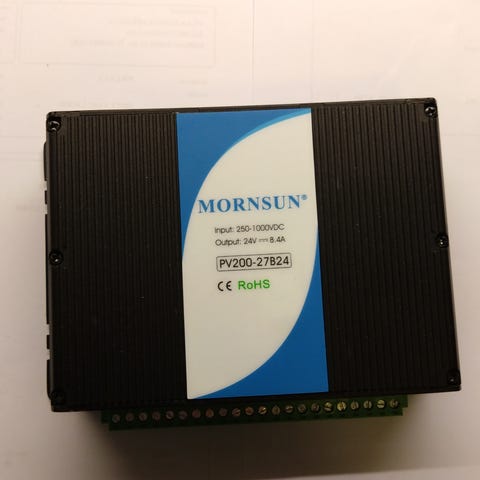 MORNSUN®
Input: 250-1000VDC
Output: 24V⎓8.4A
PV200-27B24
CE RoHS